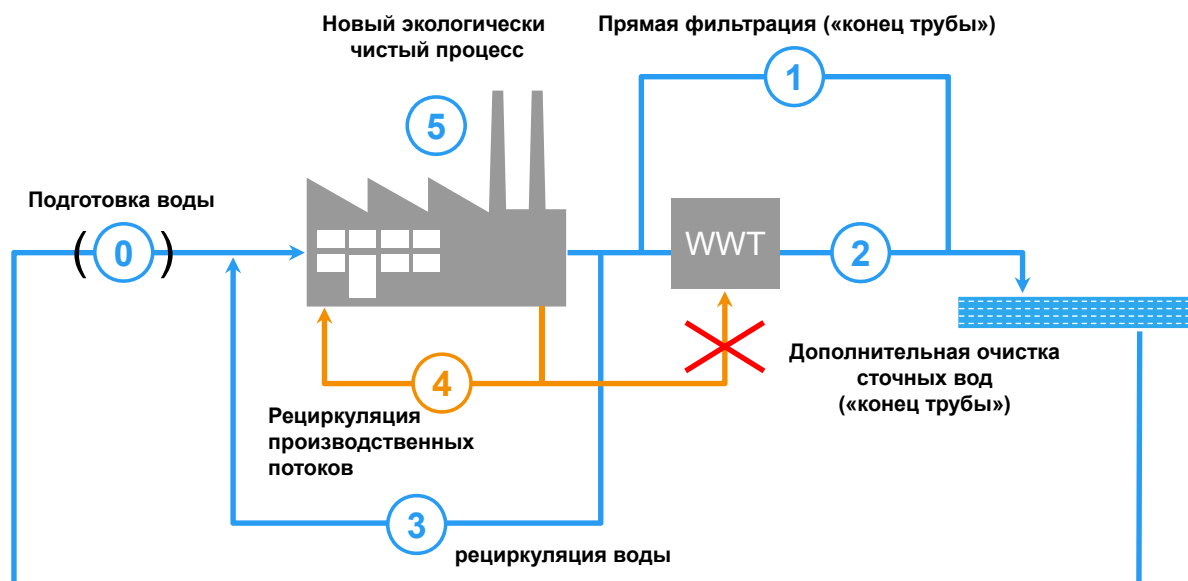 Новый экологически
чистый процесс
Прямая фильтрация («конец трубы»)
1
5
Подготовка воды
(0)
WWT
2
Дополнительная очистка
сточных вод
(«конец трубы»)
4
Рециркуляция
производственных
потоков
3
рециркуляция воды